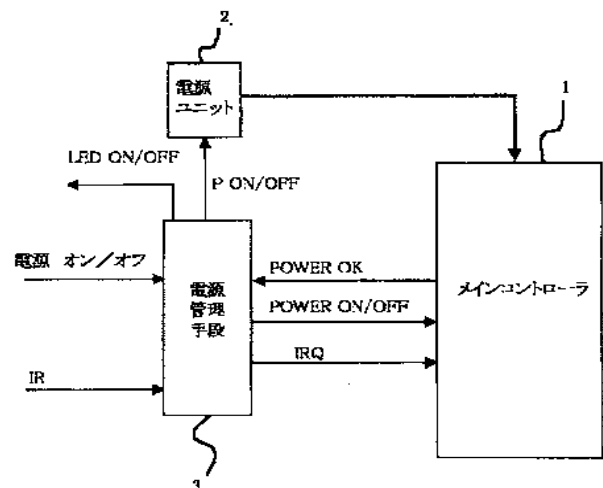 2
電源
ユニット
1
LED ON/OFF
P ON/OFF
電源 オン／オフ
POWER OK
電源
管理
手段
メインコントローラ
POWER ON/OFF
IRQ
IR
3